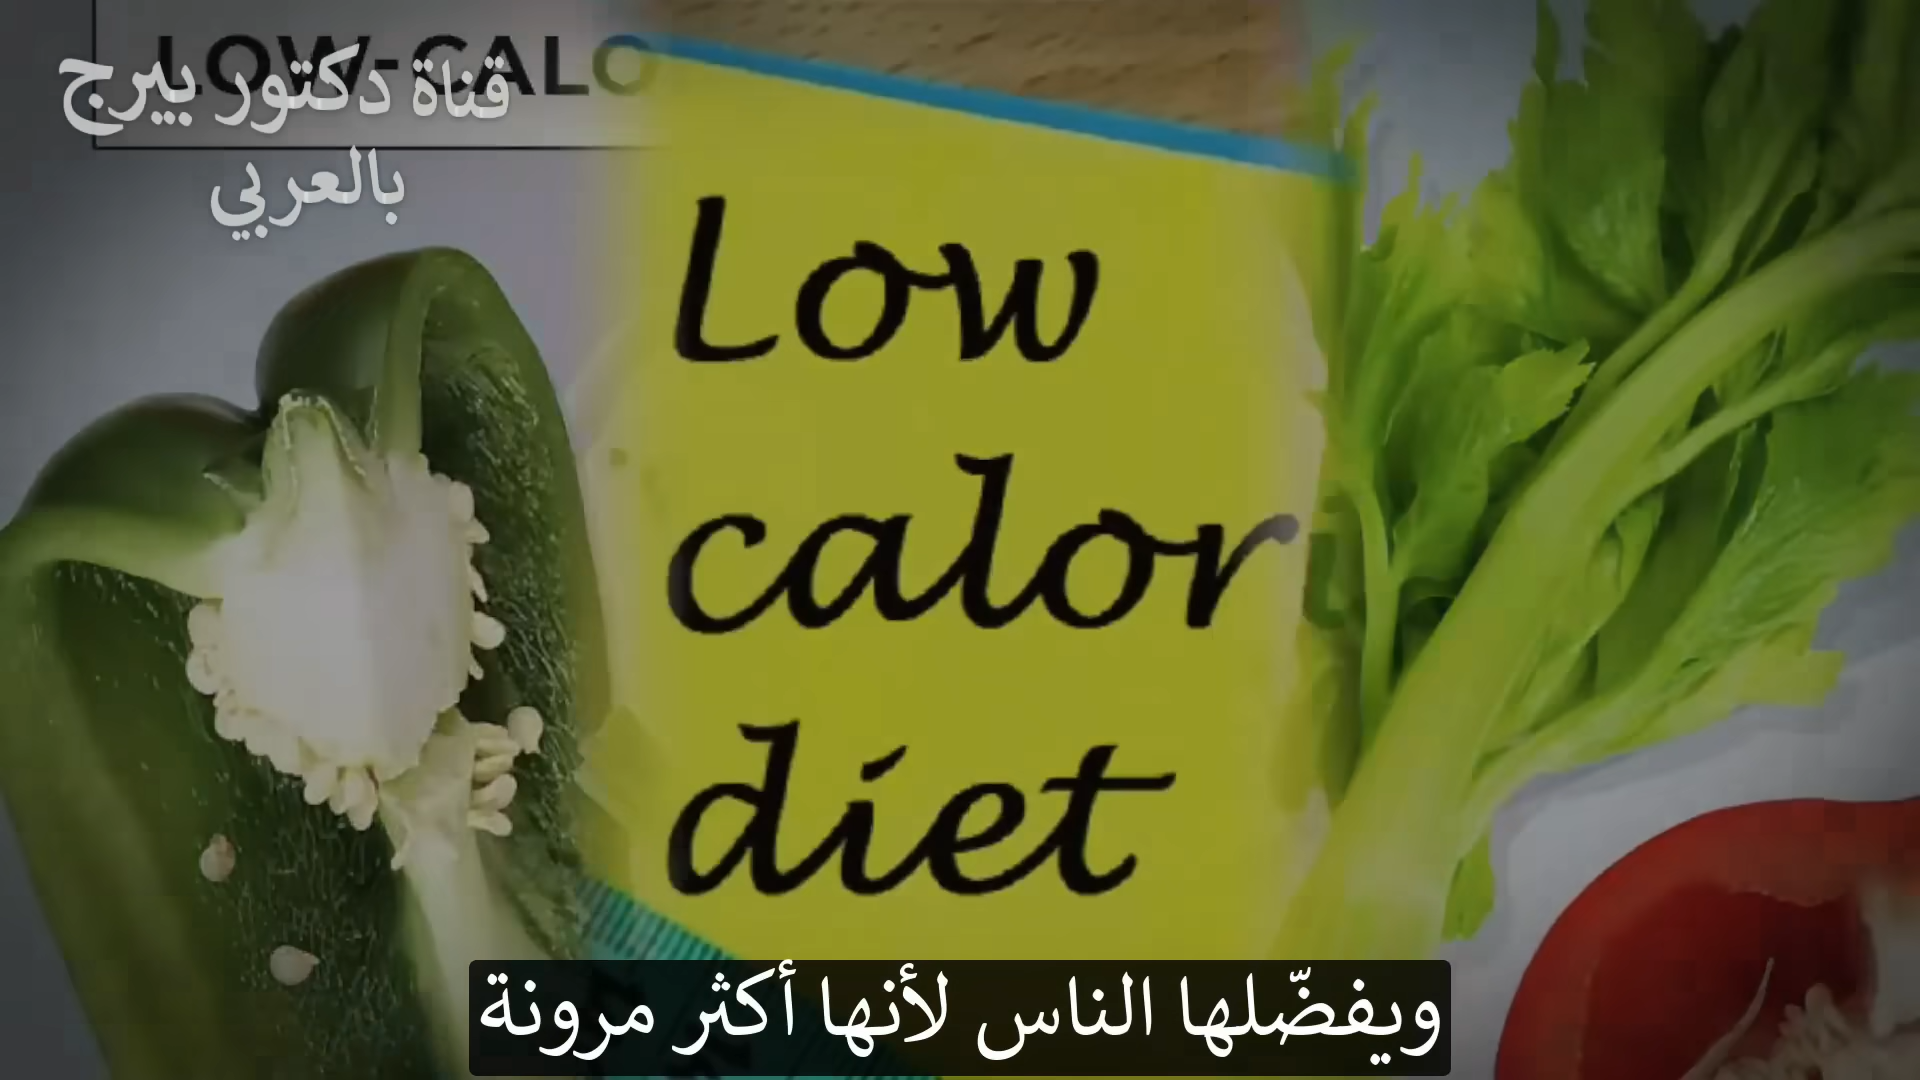 LOW-CALO
قناة دكتور بيرج
بالعربي
Low
calor
diet
ويفضّلها الناس لأنها أكثر مرونة